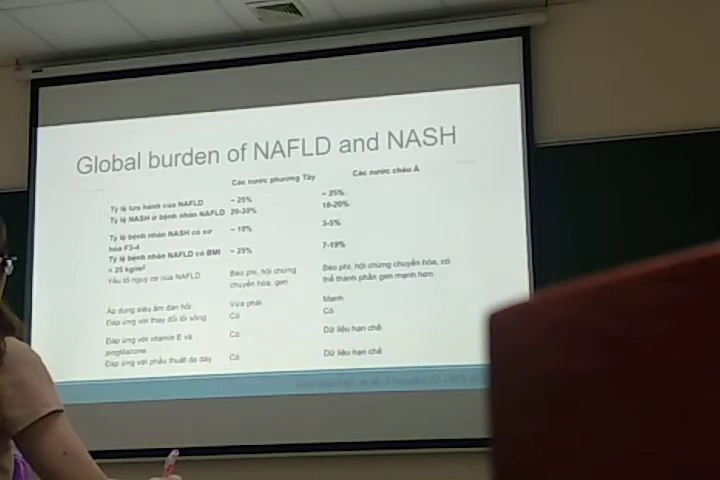 Global burden of NAFLD and NASH
Các nước phương Tây Các nước châu Á
Tỷ lệ lưu hành của NAFLD ~ 25% ~ 25%
Tỷ lệ NASH ở bệnh nhân NAFLD 20-30% 18-20%
Tỷ lệ bệnh nhân NASH có sơ ~ 19% 3-5%
hóa F3-4
Tỷ lệ bệnh nhân NAFLD có BMI ~ 25% 7-19%
< 25 kg/m²
Yếu tố nguy cơ của NAFLD Béo phì, hội chứng Béo phì, hội chứng chuyển hóa, có
chuyển hóa, gen thể thành phần gen mạnh hơn
Áp dụng siêu âm đàn hồi Vừa phải Mạnh
Đáp ứng với thay đổi lối sống Có Có
Đáp ứng với vitamin E và Có Dữ liệu hạn chế
pioglitazone
Đáp ứng với phẫu thuật dạ dày Có Dữ liệu hạn chế